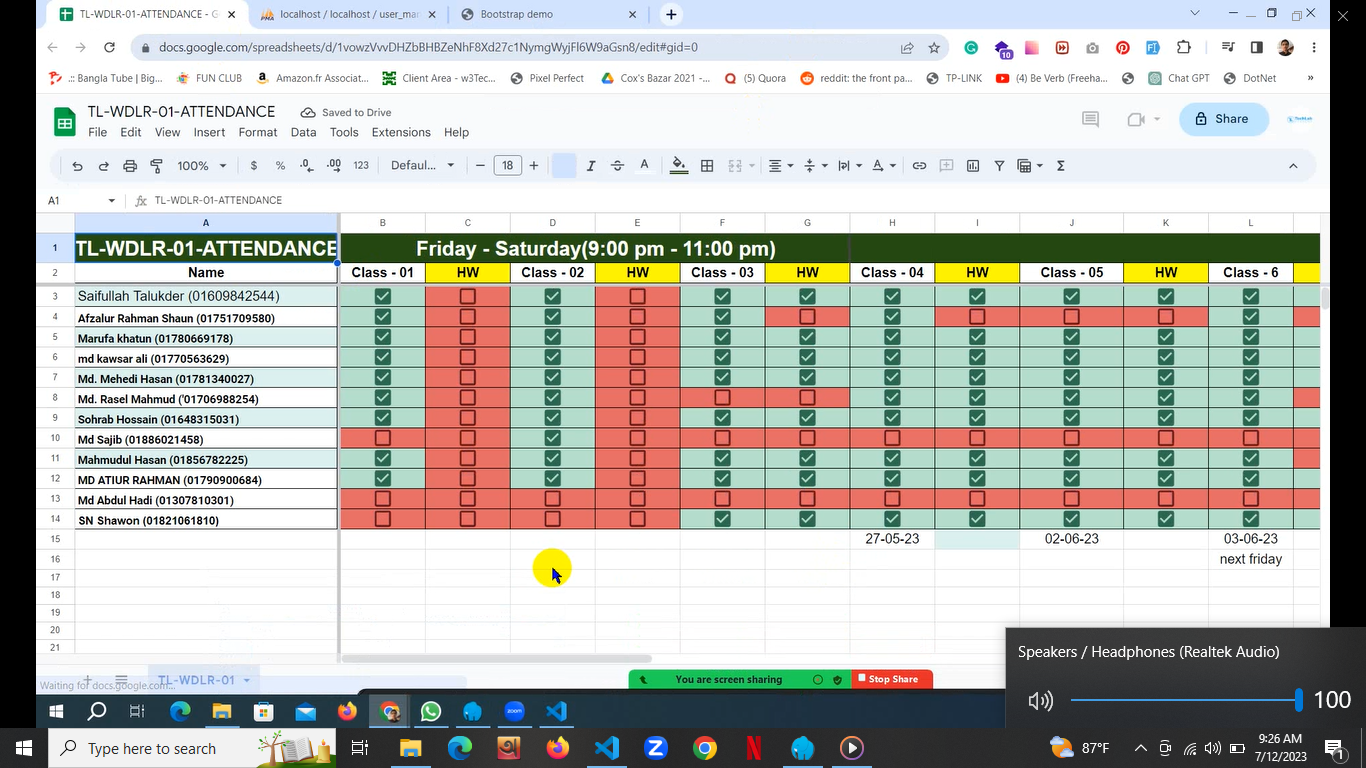 TL-WDLR-01-ATTENDANCE - G
localhost / localhost / user_ma
Bootstrap demo
docs.google.com/spreadsheets/d/1vowzVvvDHZbBHBZeNhF8Xd27c1NymgWyjFl6W9aGsn8/edit#gid=0
10
.:: Bangla Tube | Big...
FUN CLUB
Amazon.fr Associat...
Client Area - w3Tec...
Pixel Perfect
Cox's Bazar 2021 -...
(5) Quora
reddit: the front pa...
TP-LINK
(4) Be Verb (Freeha...
Chat GPT
DotNet
»
TL-WDLR-01-ATTENDANCE
Saved to Drive
File Edit View Insert Format Data Tools Extensions Help
Share
100% $ % .0 .00 123 Defaul... 18
A1 fx TL-WDLR-01-ATTENDANCE
A B C D E F G H I J K L
1 TL-WDLR-01-ATTENDANCE Friday - Saturday(9:00 pm - 11:00 pm)
2 Name Class - 01 HW Class - 02 HW Class - 03 HW Class - 04 HW Class - 05 HW Class - 6
3 Saifullah Talukder (01609842544)
4 Afzalur Rahman Shaun (01751709580)
5 Marufa khatun (01780669178)
6 md kawsar ali (01770563629)
7 Md. Mehedi Hasan (01781340027)
8 Md. Rasel Mahmud ('01706988254)
9 Sohrab Hossain (01648315031)
10 Md Sajib (01886021458)
11 Mahmudul Hasan (01856782225)
12 MD ATIUR RAHMAN (01790900684)
13 Md Abdul Hadi (01307810301)
14 SN Shawon (01821061810)
15 27-05-23 02-06-23 03-06-23
16 next friday
17
18
19
20
21
Speakers / Headphones (Realtek Audio)
100
TL-WDLR-01
Waiting for docs.google.com...
You are screen sharing
Stop Share
zoom
Type here to search
87°F
9:26 AM
7/12/2023
1